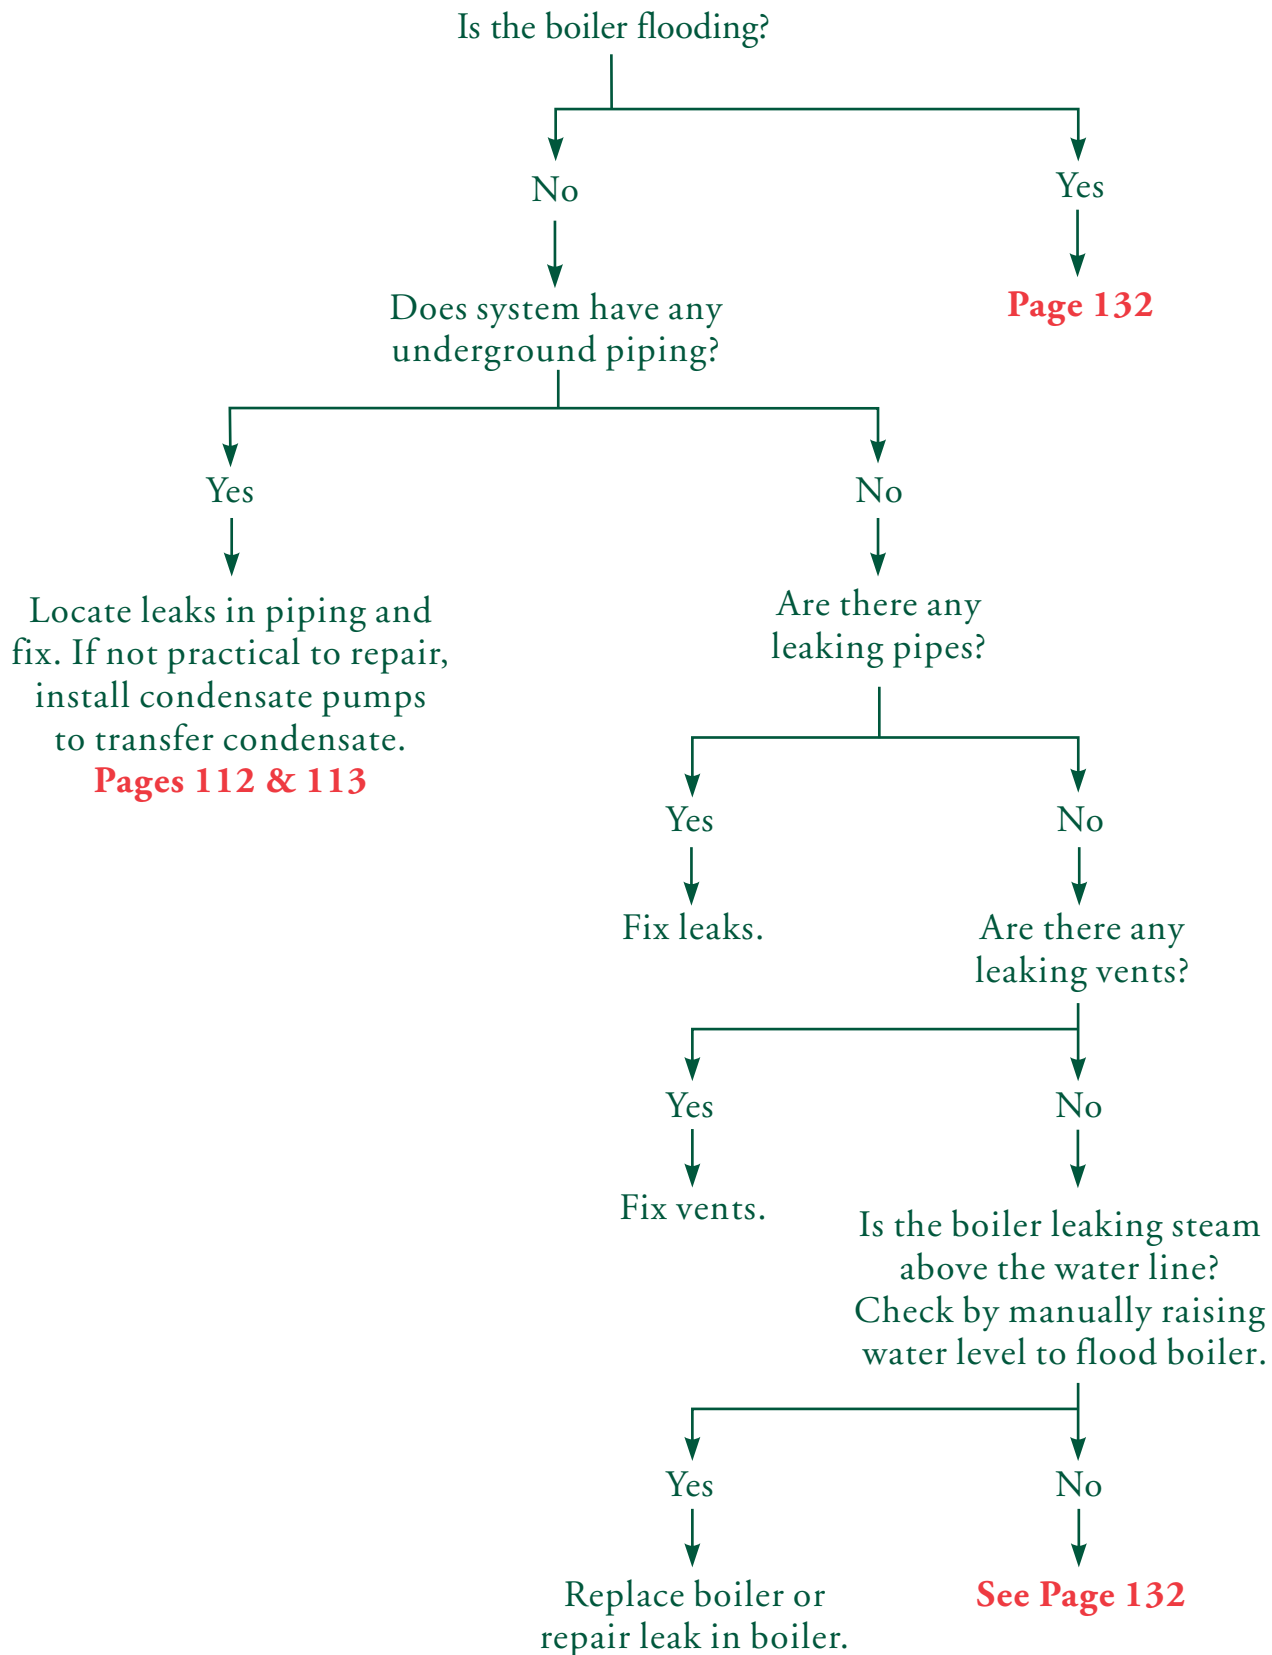 Is the boiler flooding?
No
Yes
Does system have any
underground piping?
Page 132
Yes
No
Locate leaks in piping and
fix. If not practical to repair,
install condensate pumps
to transfer condensate.
Pages 112 & 113
Are there any
leaking pipes?
Yes
No
Fix leaks.
Are there any
leaking vents?
Yes
No
Fix vents.
Is the boiler leaking steam
above the water line?
Check by manually raising
water level to flood boiler.
Yes
No
Replace boiler or
repair leak in boiler.
See Page 132